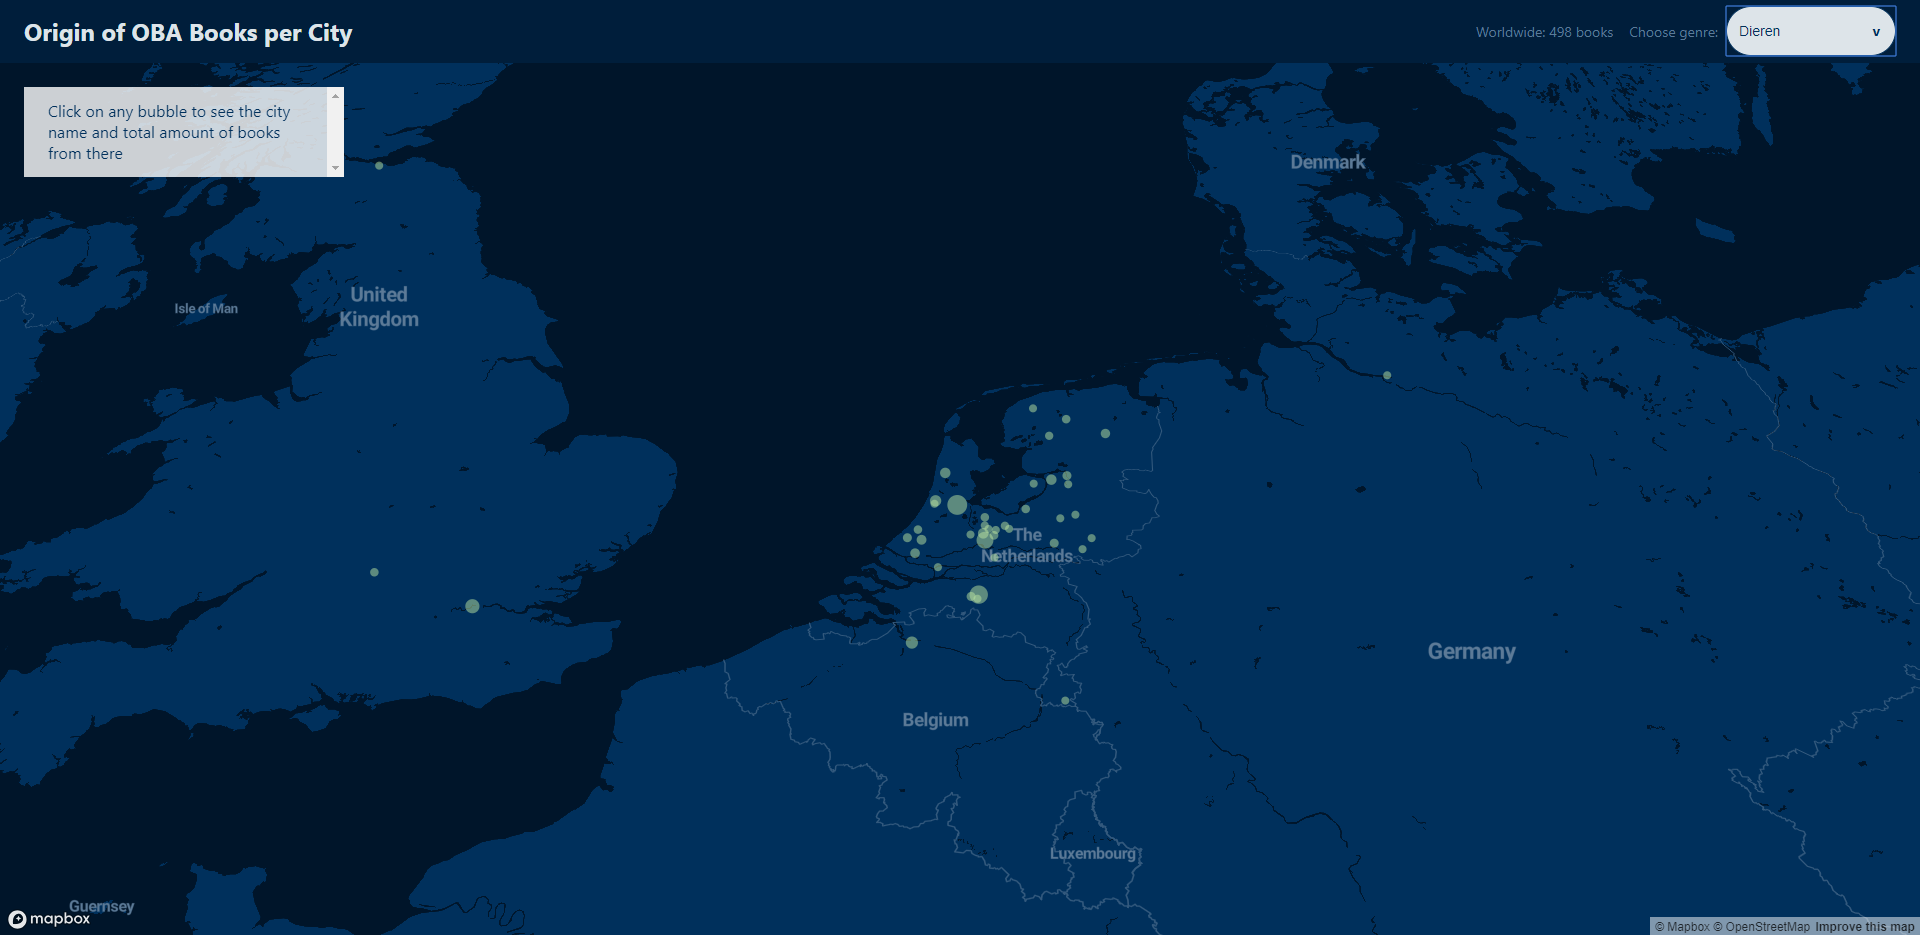 Origin of OBA Books per City
Worldwide: 498 books
Choose genre:
Dieren
v
Click on any bubble to see the city
name and total amount of books
from there
Denmark
United
Kingdom
Isle of Man
The
Netherlands
Germany
Belgium
Luxembourg
Guernsey
mapbox
© Mapbox © OpenStreetMap Improve this map